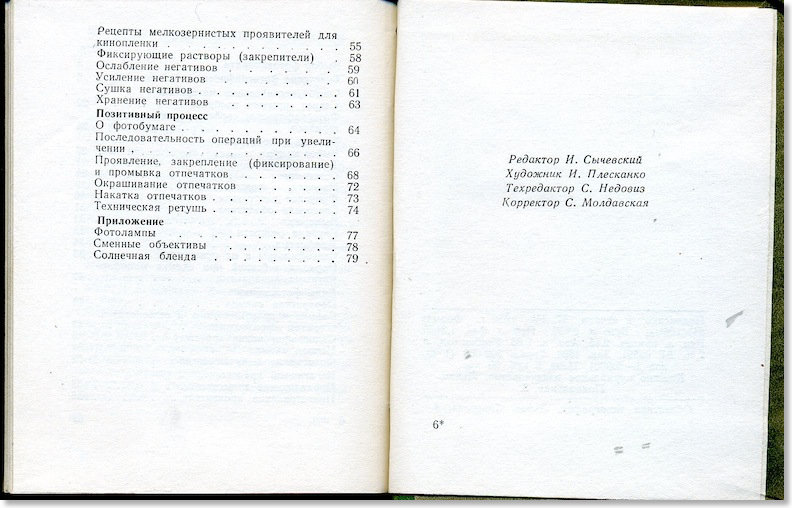 Рецепты мелкозернистых проявителей для
кинопленки . . . . . . . . . . . 55
Фиксирующие растворы (закрепители) . 58
Ослабление негативов . . . . . . . 59
Усиление негативов . . . . . . . 60
Сушка негативов . . . . . . . . . 61
Хранение негативов . . . . . . . 63
Позитивный процесс
О фотобумаге . . . . . . . . . . 64
Последовательность операций при увели-
чении . . . . . . . . . . . . . 66
Проявление, закрепление (фиксирование)
и промывка отпечатков . . . . . . 68
Окрашивание отпечатков . . . . . . 72
Накатка отпечатков . . . . . . . . 73
Техническая ретушь . . . . . . . . 74
Приложение
Фотолампы . . . . . . . . . . . 77
Сменные объективы . . . . . . . 78
Солнечная бленда . . . . . . . . 79
Редактор И. Сычевский
Художник И. Плесканко
Техредактор С. Недовиз
Корректор С. Молдавская
6*